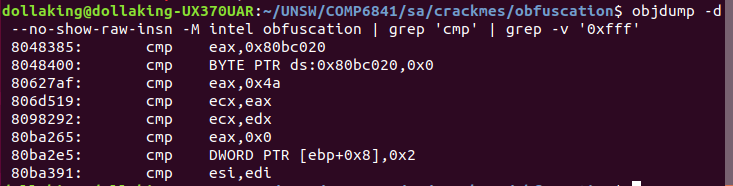 dollaking@dollaking-UX370UAR:~/UNSW/COMP6841/sa/crackmes/obfuscation$ objdump -d
--no-show-raw-insn -M intel obfuscation | grep 'cmp' | grep -v '0xfff'
8048385: cmp eax,0x80bc020
8048400: cmp BYTE PTR ds:0x80bc020,0x0
80627af: cmp eax,0x4a
806d519: cmp ecx,eax
8098292: cmp ecx,edx
80ba265: cmp eax,0x0
80ba2e5: cmp DWORD PTR [ebp+0x8],0x2
80ba391: cmp esi,edi